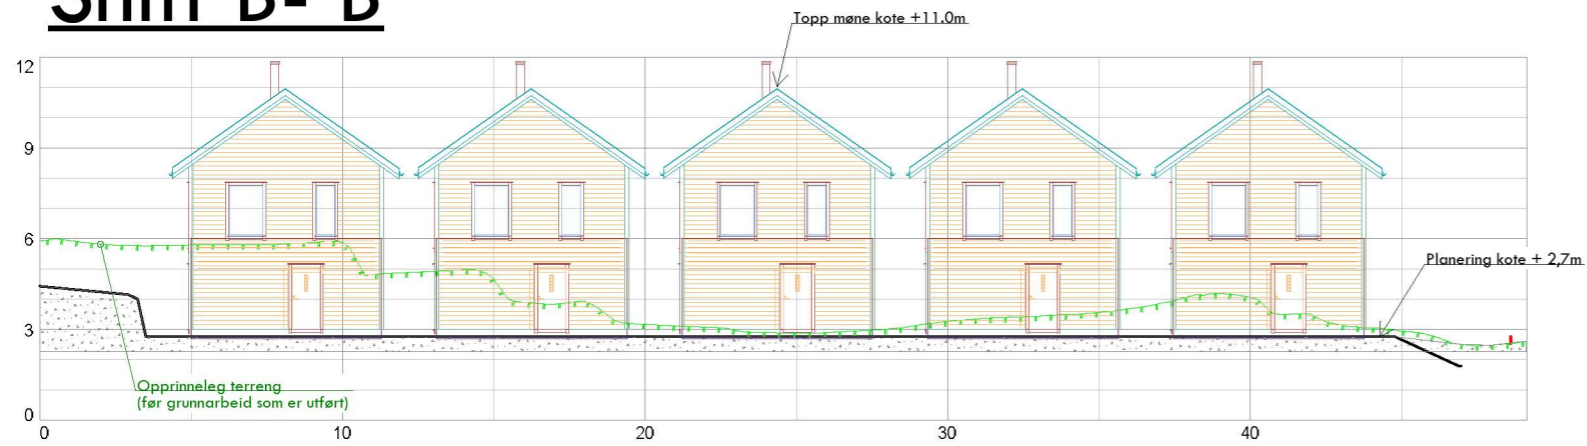 Snitt B- B
Topp møne kote +11.0m
12
9
6
3
0
Planering kote + 2,7m
Opprinneleg terreng
(før grunnarbeid som er utført)
0
10
20
30
40